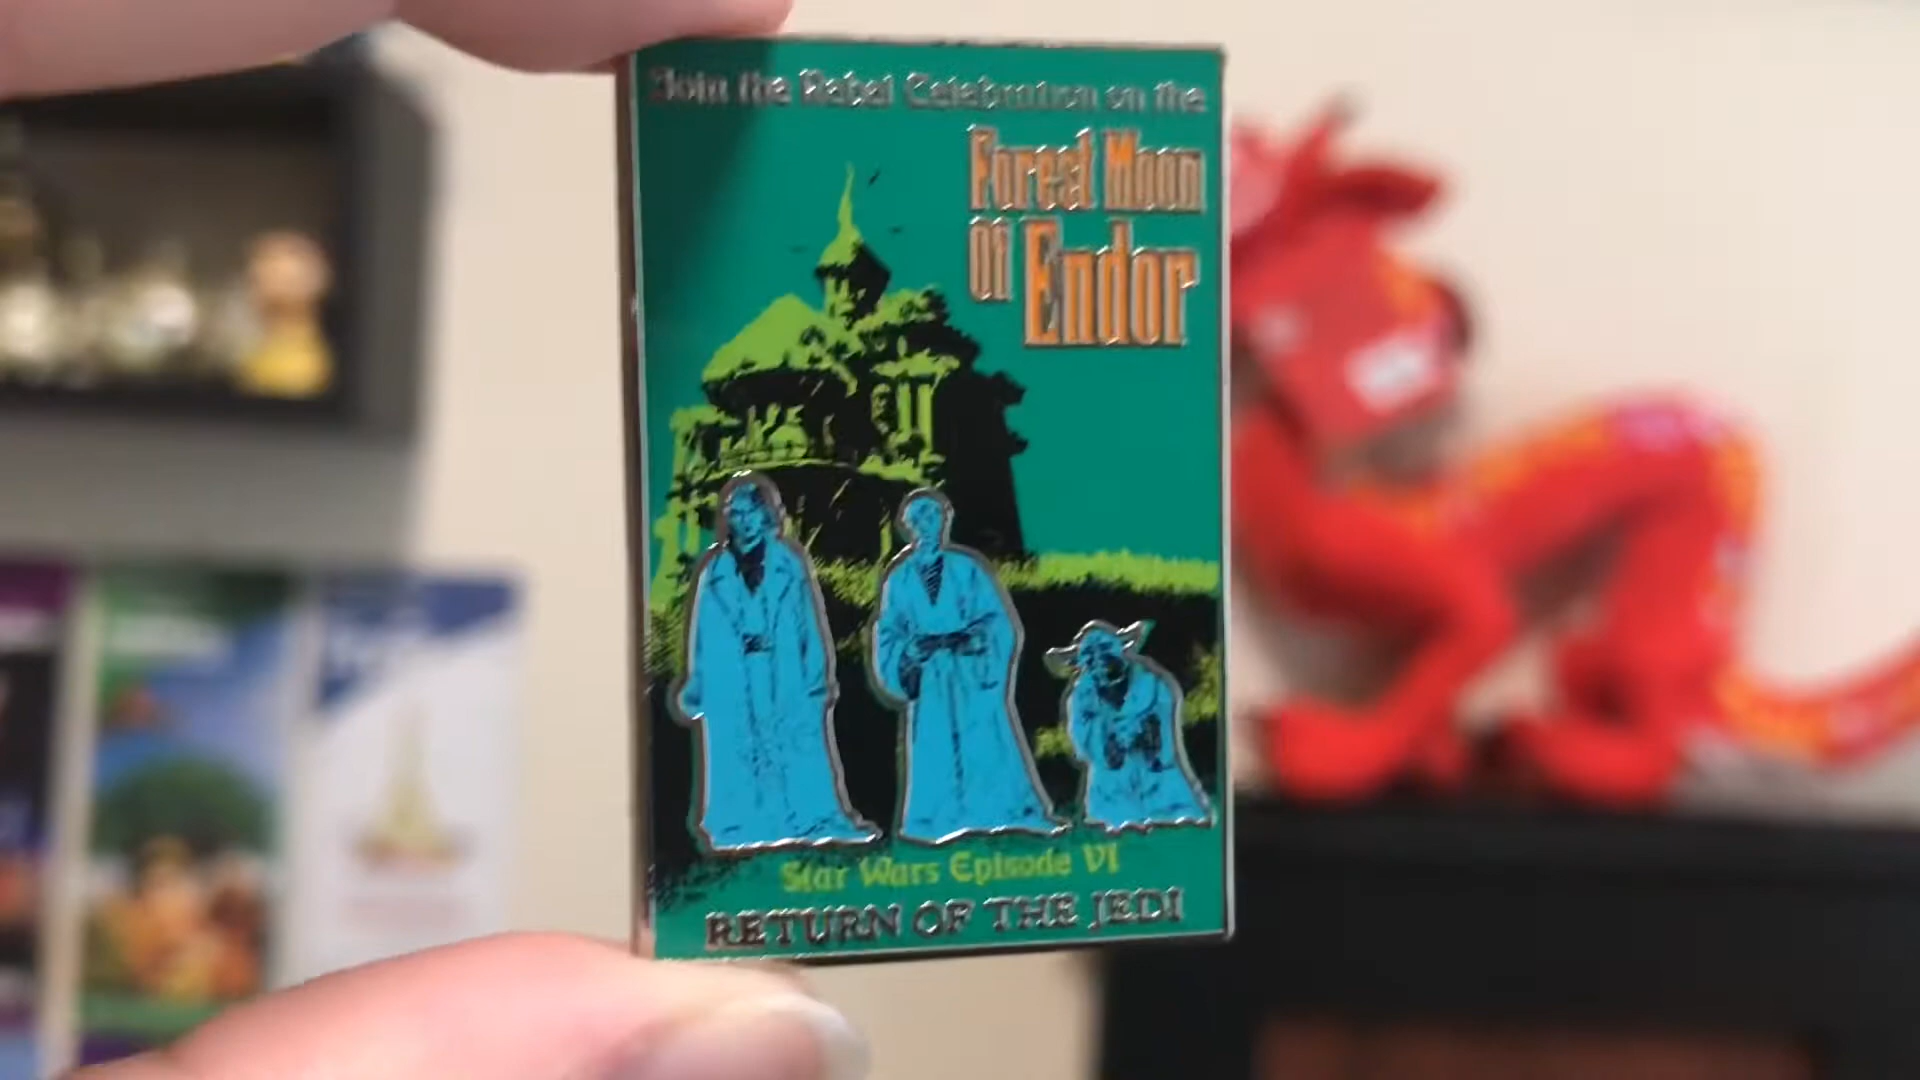 Join the Rebel Celebration on the
Forest Moon
Of Endor
Star Wars Episode VI
RETURN OF THE JEDI